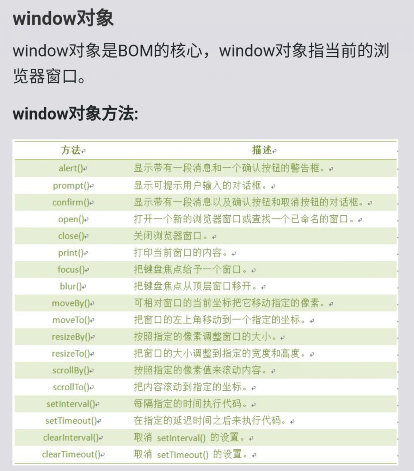 window对象
window对象是BOM的核心，window对象指当前的浏
览器窗口。
window对象方法:
方法 描述
alert() 显示带有一段消息和一个确认按钮的警告框。
prompt() 显示可提示用户输入的对话框。
confirm() 显示带有一段消息以及确认按钮和取消按钮的对话框。
open() 打开一个新的浏览器窗口或查找一个已命名的窗口。
close() 关闭浏览器窗口。
print() 打印当前窗口的内容。
focus() 把键盘焦点给予一个窗口。
blur() 把键盘焦点从顶层窗口移开。
moveBy() 可相对窗口的当前坐标把它移动指定的像素。
moveTo() 把窗口的左上角移动到一个指定的坐标。
resizeBy() 按照指定的像素调整窗口的大小。
resizeTo() 把窗口的大小调整到指定的宽度和高度。
scrollBy() 按照指定的像素值来滚动内容。
scrollTo() 把内容滚动到指定的坐标。
setInterval() 每隔指定的时间执行代码。
setTimeout() 在指定的延迟时间之后来执行代码。
clearInterval() 取消 setInterval() 的设置。
clearTimeout() 取消 setTimeout() 的设置。